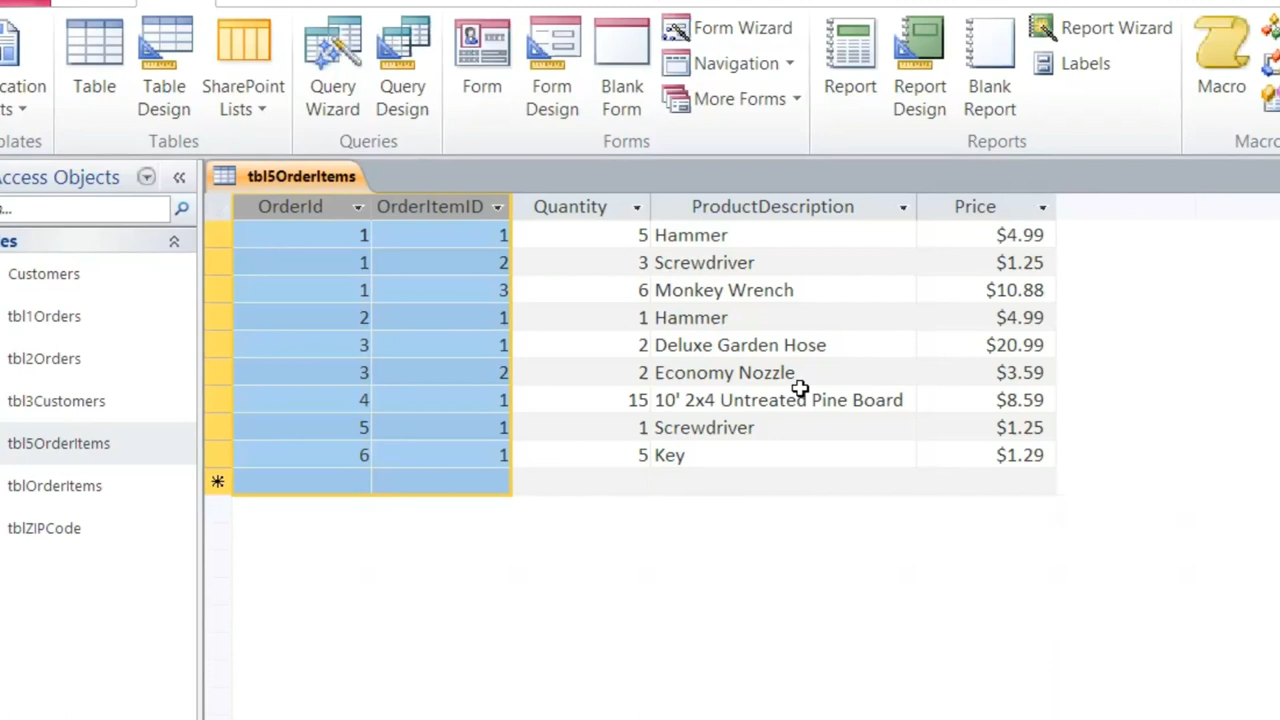 cation
ts
Table
Table
Design
SharePoint
Lists
Query
Wizard
Query
Design
Form
Form
Design
Blank
Form
Form Wizard
Navigation
More Forms
Report
Report
Design
Blank
Report
Report Wizard
Labels
Macro
plates
Tables
Queries
Forms
Reports
Macro
ccess Objects
...
es
Customers
tbl1Orders
tbl2Orders
tbl3Customers
tbl5OrderItems
tblOrderItems
tblZIPCode
tbl5OrderItems
OrderId OrderItemID Quantity ProductDescription Price
1 1 5 Hammer $4.99
1 2 3 Screwdriver $1.25
1 3 6 Monkey Wrench $10.88
2 1 1 Hammer $4.99
3 1 2 Deluxe Garden Hose $20.99
3 2 2 Economy Nozzle $3.59
4 1 15 10' 2x4 Untreated Pine Board $8.59
5 1 1 Screwdriver $1.25
6 1 5 Key $1.29